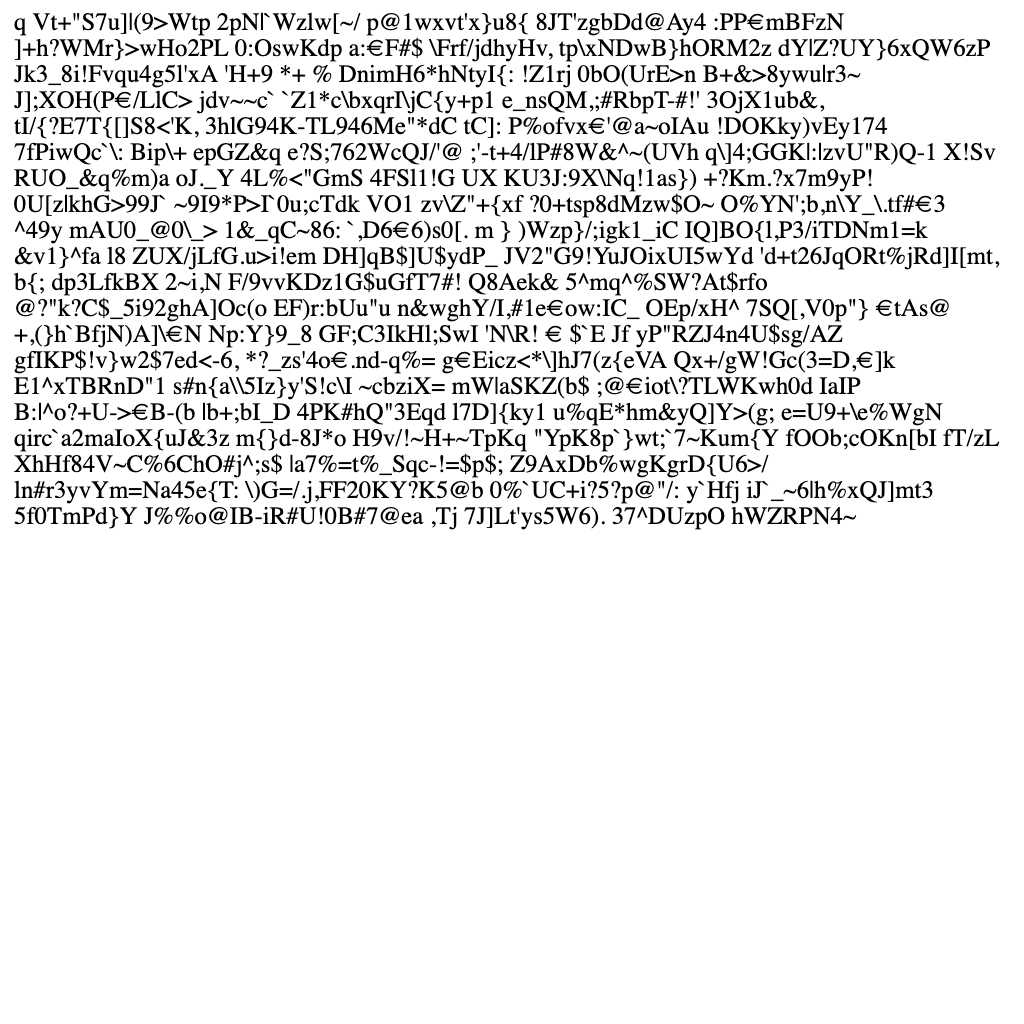 q Vt+"S7u]|(9>Wtp 2pN|`Wzlw[~/ p@1wxvt'x}u8{ 8JT'zgbDd@Ay4 :PP€mBFzN
]+h?WMr}>wHo2PL 0:OswKdp a:€F#$ \Frf/jdhyHv, tp\xNDwB}hORM2z dY|Z?UY}6xQW6zP
Jk3_8i!Fvqu4g5l'xA 'H+9 *+ % DnimH6*hNtyI{: !Z1rj 0bO(UrE>n B+&>8ywu|r3~
J];XOH(P€/LlC> jdv~~c` `Z1*c\bxqrI\jC{y+p1 e_nsQM,;#RbpT-#!' 3OjX1ub&,
tI/{?E7T{[]S8<'K, 3hlG94K-TL946Me"*dC tC]: P%ofvx€'@a~oIAu !DOKky)vEy174
7fPiwQc`\: Bip\+ epGZ&q e?S;762WcQJ/'@ ;'-t+4/lP#8W&^~(UVh q\]4;GGK|:|zvU"R)Q-1 X!Sv
RUO_&q%m)a oJ._Y 4L%<"GmS 4FSl1!G UX KU3J:9X\Nq!1as}) +?Km.?x7m9yP!
0U[z|khG>99J` ~9I9*P>I`0u;cTdk VO1 zv\Z"+{xf ?0+tsp8dMzw$O~ O%YN';b,n\Y_\.tf#€3
^49y mAU0_@0\_> 1&_qC~86: `,D6€6)s0[. m } )Wzp}/;igk1_iC IQ]BO{l,P3/iTDNm1=k
&v1}^fa l8 ZUX/jLfG.u>i!em DH]qB$]U$ydP_ JV2"G9!YuJOixUI5wYd 'd+t26JqORt%jRd]I[mt,
b{; dp3LfkBX 2~i,N F/9vvKDz1G$uGfT7#! Q8Aek& 5^mq^%SW?At$rfo
@?"k?C$_5i92ghA]Oc(o EF)r:bUu"u n&wghY/I,#1e€ow:IC_ OEp/xH^ 7SQ[,V0p"} €tAs@
+,(}h`BfjN)A]\€N Np:Y}9_8 GF;C3IkHl;SwI 'N\R! € $`E Jf yP"RZJ4n4U$sg/AZ
gfIKP$!v}w2$7ed<-6, *?_zs'4o€.nd-q%= g€Eicz<*\]hJ7(z{eVA Qx+/gW!Gc(3=D,€]k
E1^xTBRnD"1 s#n{a\\5Iz}y'S!c\I ~cbziX= mW|aSKZ(b$ ;@€iot\?TLWKwh0d IaIP
B:|^o?+U->€B-(b |b+;bI_D 4PK#hQ"3Eqd l7D]{ky1 u%qE*hm&yQ]Y>(g; e=U9+\e%WgN
qirc`a2maIoX{uJ&3z m{}d-8J*o H9v/!~H+~TpKq "YpK8p`}wt;`7~Kum{Y fOOb;cOKn[bI fT/zL
XhHf84V~C%6ChO#j^;s$ |a7%=t%_Sqc-!=$p$; Z9AxDb%wgKgrD{U6>/
ln#r3yvYm=Na45e{T: \)G=/.j,FF20KY?K5@b 0%`UC+i?5?p@"/: y`Hfj iJ`_~6|h%xQJ]mt3
5f0TmPd}Y J%%o@IB-iR#U!0B#7@ea ,Tj 7J]Lt'ys5W6). 37^DUzpO hWZRPN4~